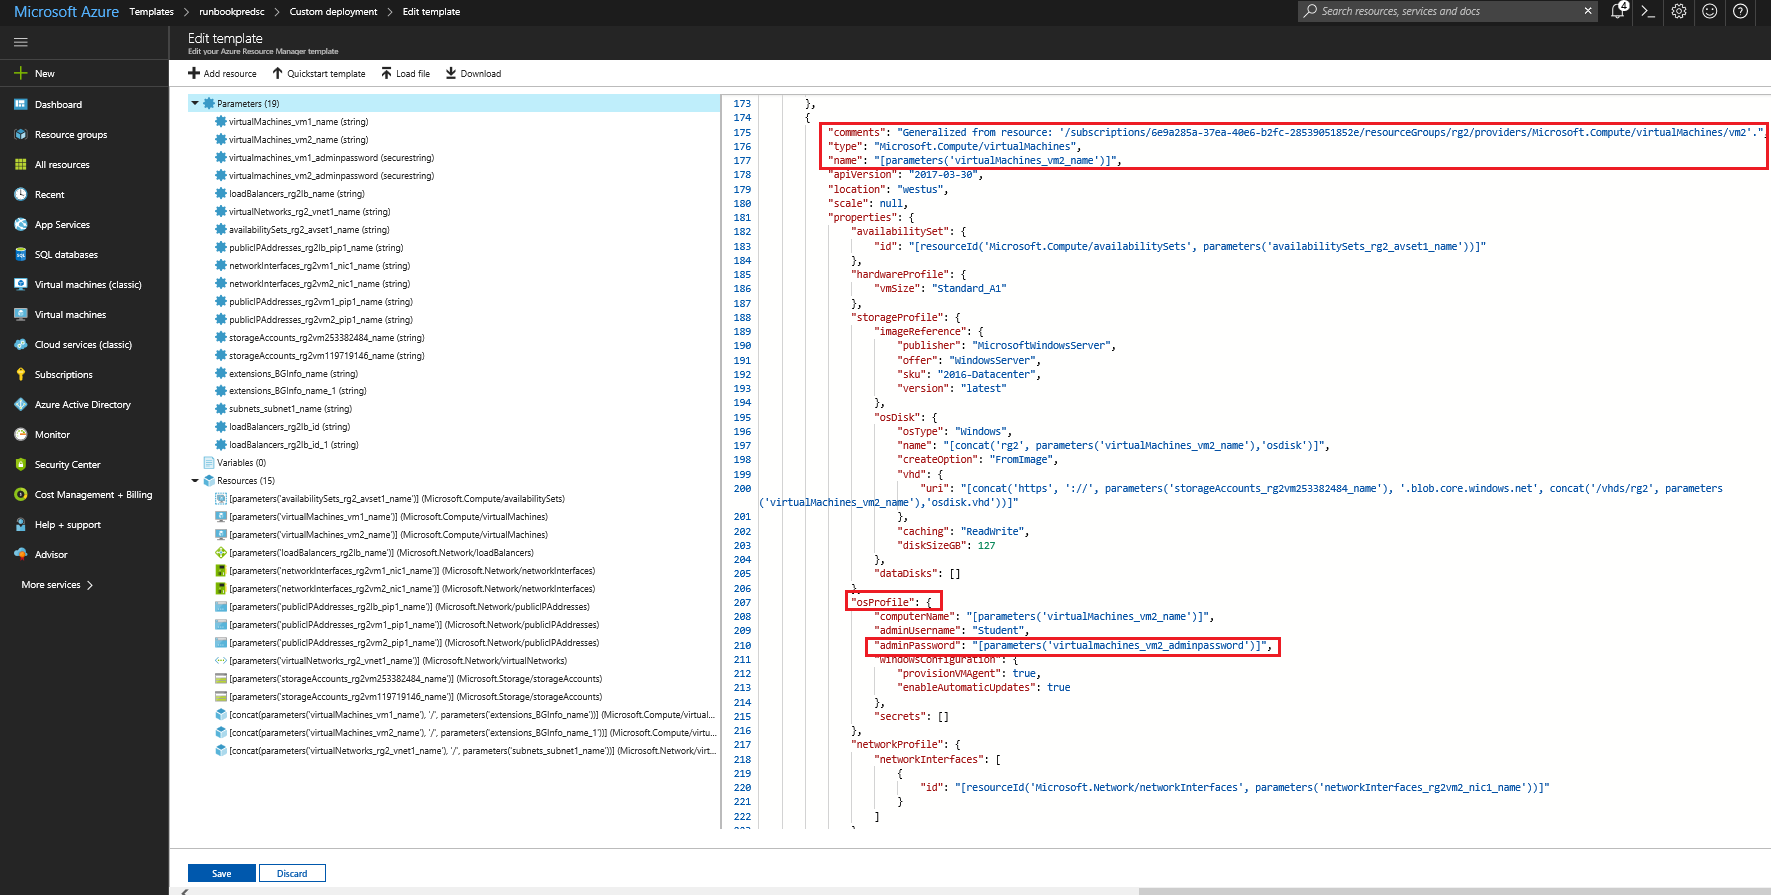 Microsoft Azure Templates > runbookpredsc > Custom deployment > Edit template
Search resources, services and docs
4
Edit template
Edit your Azure Resource Manager template
Add resource Quickstart template Load file Download
New
Dashboard
Resource groups
All resources
Recent
App Services
SQL databases
Virtual machines (classic)
Virtual machines
Cloud services (classic)
Subscriptions
Azure Active Directory
Monitor
Security Center
Cost Management + Billing
Help + support
Advisor
More services >
Parameters (19)
virtualMachines_vm1_name (string)
virtualMachines_vm2_name (string)
virtualmachines_vm1_adminpassword (securestring)
virtualmachines_vm2_adminpassword (securestring)
loadBalancers_rg2lb_name (string)
virtualNetworks_rg2_vnet1_name (string)
availabilitySets_rg2_avset1_name (string)
publicIPAddresses_rg2lb_pip1_name (string)
networkInterfaces_rg2vm1_nic1_name (string)
networkInterfaces_rg2vm2_nic1_name (string)
publicIPAddresses_rg2vm1_pip1_name (string)
publicIPAddresses_rg2vm2_pip1_name (string)
storageAccounts_rg2vm253382484_name (string)
storageAccounts_rg2vm119719146_name (string)
extensions_BGInfo_name (string)
extensions_BGInfo_name_1 (string)
subnets_subnet1_name (string)
loadBalancers_rg2lb_id (string)
loadBalancers_rg2lb_id_1 (string)
Variables (0)
Resources (15)
[parameters('availabilitySets_rg2_avset1_name')] (Microsoft.Compute/availabilitySets)
[parameters('virtualMachines_vm1_name')] (Microsoft.Compute/virtualMachines)
[parameters('virtualMachines_vm2_name')] (Microsoft.Compute/virtualMachines)
[parameters('loadBalancers_rg2lb_name')] (Microsoft.Network/loadBalancers)
[parameters('networkInterfaces_rg2vm1_nic1_name')] (Microsoft.Network/networkInterfaces)
[parameters('networkInterfaces_rg2vm2_nic1_name')] (Microsoft.Network/networkInterfaces)
[parameters('publicIPAddresses_rg2lb_pip1_name')] (Microsoft.Network/publicIPAddresses)
[parameters('publicIPAddresses_rg2vm1_pip1_name')] (Microsoft.Network/publicIPAddresses)
[parameters('publicIPAddresses_rg2vm2_pip1_name')] (Microsoft.Network/publicIPAddresses)
[parameters('virtualNetworks_rg2_vnet1_name')] (Microsoft.Network/virtualNetworks)
[parameters('storageAccounts_rg2vm253382484_name')] (Microsoft.Storage/storageAccounts)
[parameters('storageAccounts_rg2vm119719146_name')] (Microsoft.Storage/storageAccounts)
[concat(parameters('virtualMachines_vm1_name'), '/', parameters('extensions_BGInfo_name'))] (Microsoft.Compute/virtual...
[concat(parameters('virtualMachines_vm2_name'), '/', parameters('extensions_BGInfo_name_1'))] (Microsoft.Compute/virtu...
[concat(parameters('virtualNetworks_rg2_vnet1_name'), '/', parameters('subnets_subnet1_name'))] (Microsoft.Network/virt...
173 },
174 {
175 "comments": "Generalized from resource: '/subscriptions/6e9a285a-37ea-40e6-b2fc-28539051852e/resourceGroups/rg2/providers/Microsoft.Compute/virtualMachines/vm2'.",
176 "type": "Microsoft.Compute/virtualMachines",
177 "name": "[parameters('virtualMachines_vm2_name')]",
178 "apiVersion": "2017-03-30",
179 "location": "westus",
180 "scale": null,
181 "properties": {
182 "availabilitySet": {
183 "id": "[resourceId('Microsoft.Compute/availabilitySets', parameters('availabilitySets_rg2_avset1_name'))]"
184 },
185 "hardwareProfile": {
186 "vmSize": "Standard_A1"
187 },
188 "storageProfile": {
189 "imageReference": {
190 "publisher": "MicrosoftWindowsServer",
191 "offer": "WindowsServer",
192 "sku": "2016-Datacenter",
193 "version": "latest"
194 },
195 "osDisk": {
196 "osType": "Windows",
197 "name": "[concat('rg2', parameters('virtualMachines_vm2_name'),'osdisk')]",
198 "createOption": "FromImage",
199 "vhd": {
200 "uri": "[concat('https', '://', parameters('storageAccounts_rg2vm253382484_name'), '.blob.core.windows.net', concat('/vhds/rg2', parameters
('virtualMachines_vm2_name'),'osdisk.vhd'))]"
201 },
202 "caching": "ReadWrite",
203 "diskSizeGB": 127
204 },
205 "dataDisks": []
206 },
207 "osProfile": {
208 "computerName": "[parameters('virtualMachines_vm2_name')]",
209 "adminUsername": "Student",
210 "adminPassword": "[parameters('virtualmachines_vm2_adminpassword')]",
211 "windowsConfiguration": {
212 "provisionVMAgent": true,
213 "enableAutomaticUpdates": true
214 },
215 "secrets": []
216 },
217 "networkProfile": {
218 "networkInterfaces": [
219 {
220 "id": "[resourceId('Microsoft.Network/networkInterfaces', parameters('networkInterfaces_rg2vm2_nic1_name'))]"
221 }
222 ]
Save Discard